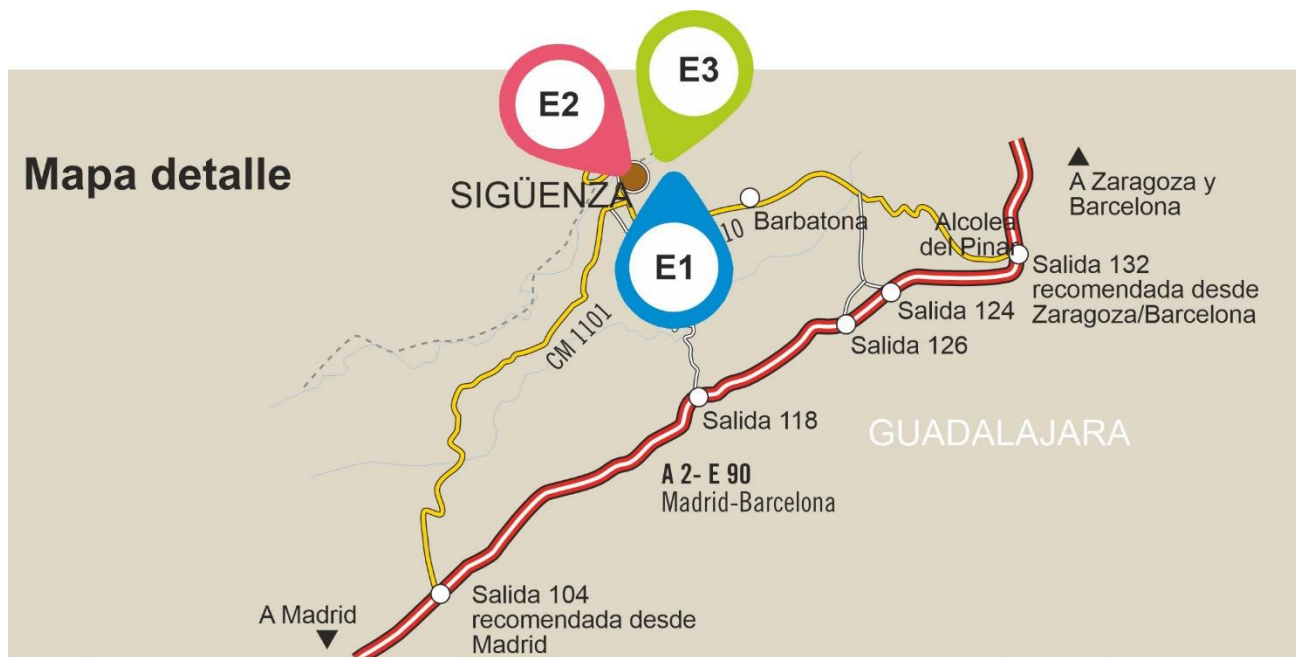 E3
E2
Mapa detalle
SIGÜENZA
A Zaragoza y
Barcelona
10
Barbatona
Alcolea
del Pinar
E1
Salida 132
recomendada desde
Zaragoza/Barcelona
Salida 124
Salida 126
CM 1101
Salida 118
GUADALAJARA
A 2- E 90
Madrid-Barcelona
Salida 104
recomendada desde
Madrid
A Madrid